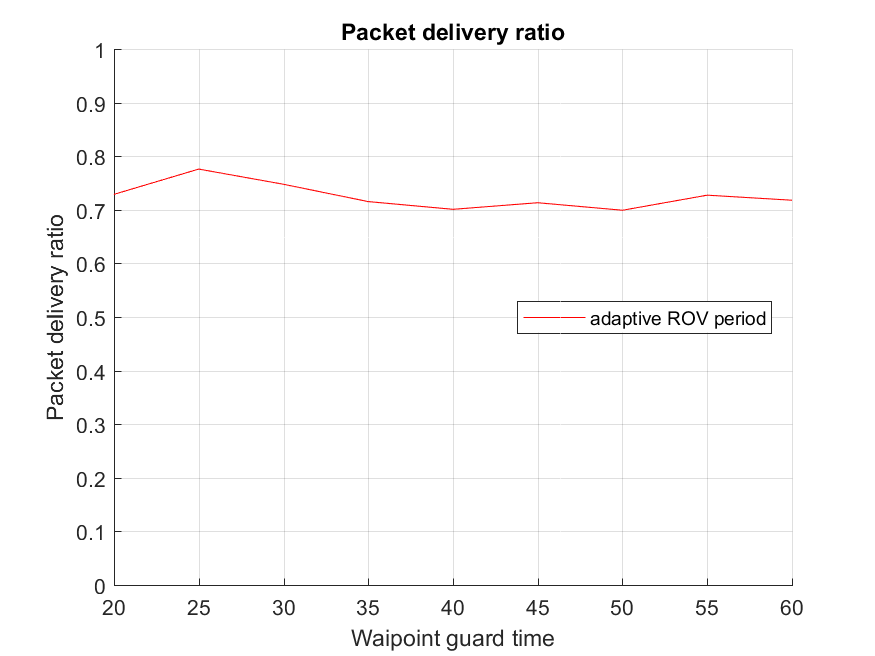 Packet delivery ratio
1
0.9
0.8
0.7
0.6
0.5
0.4
0.3
0.2
0.1
0
Packet delivery ratio
adaptive ROV period
20 25 30 35 40 45 50 55 60
Waipoint guard time